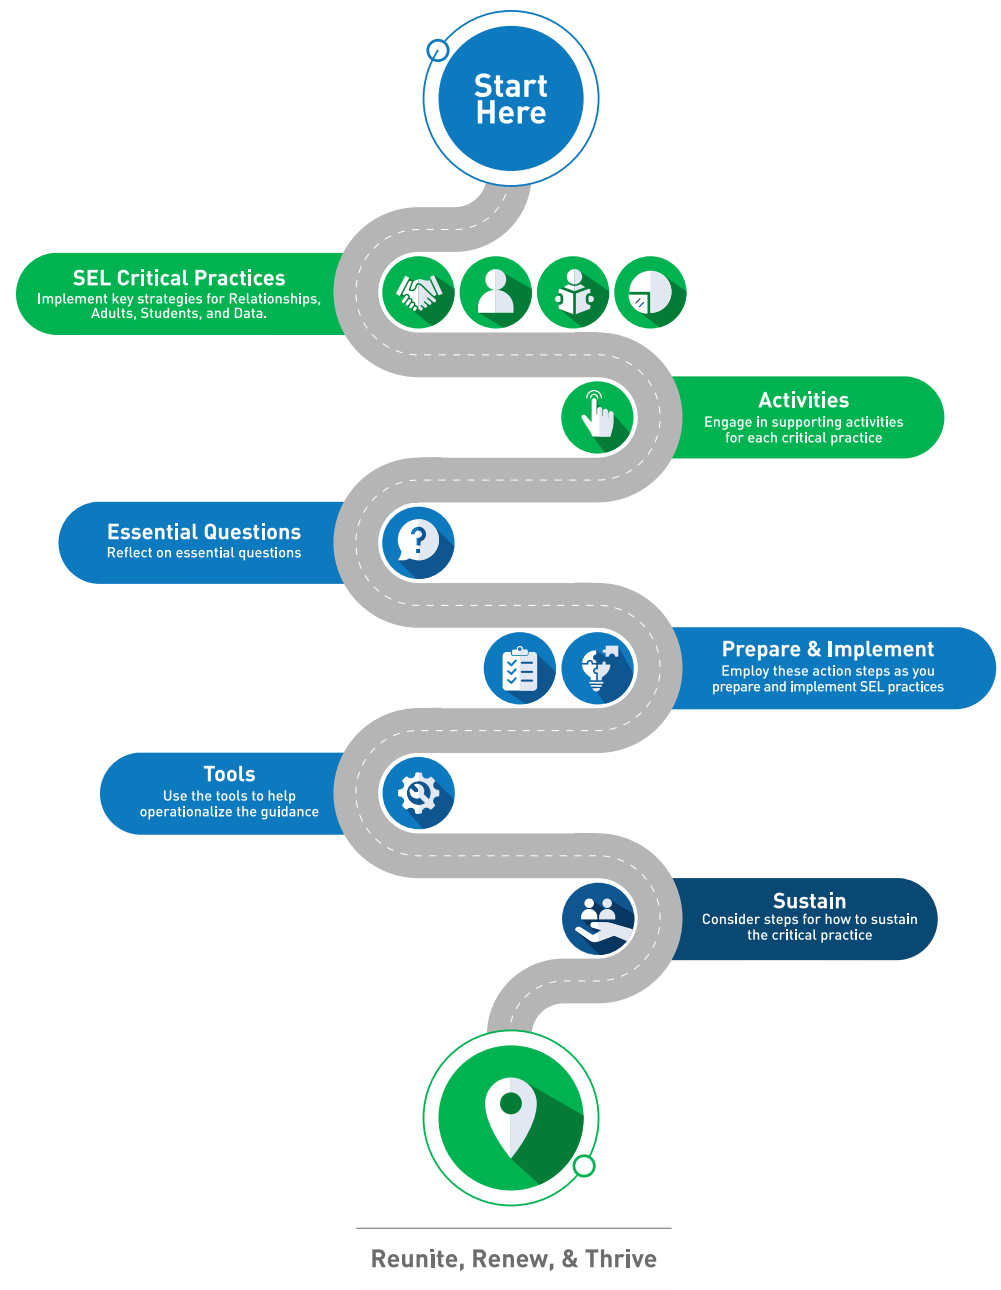 Start
Here
SEL Critical Practices
Implement key strategies for Relationships,
Adults, Students, and Data.
Activities
Engage in supporting activities
for each critical practice
Essential Questions
Reflect on essential questions
?
Prepare & Implement
Employ these action steps as you
prepare and implement SEL practices
Tools
Use the tools to help
operationalize the guidance
Sustain
Consider steps for how to sustain
the critical practice
Reunite, Renew, & Thrive